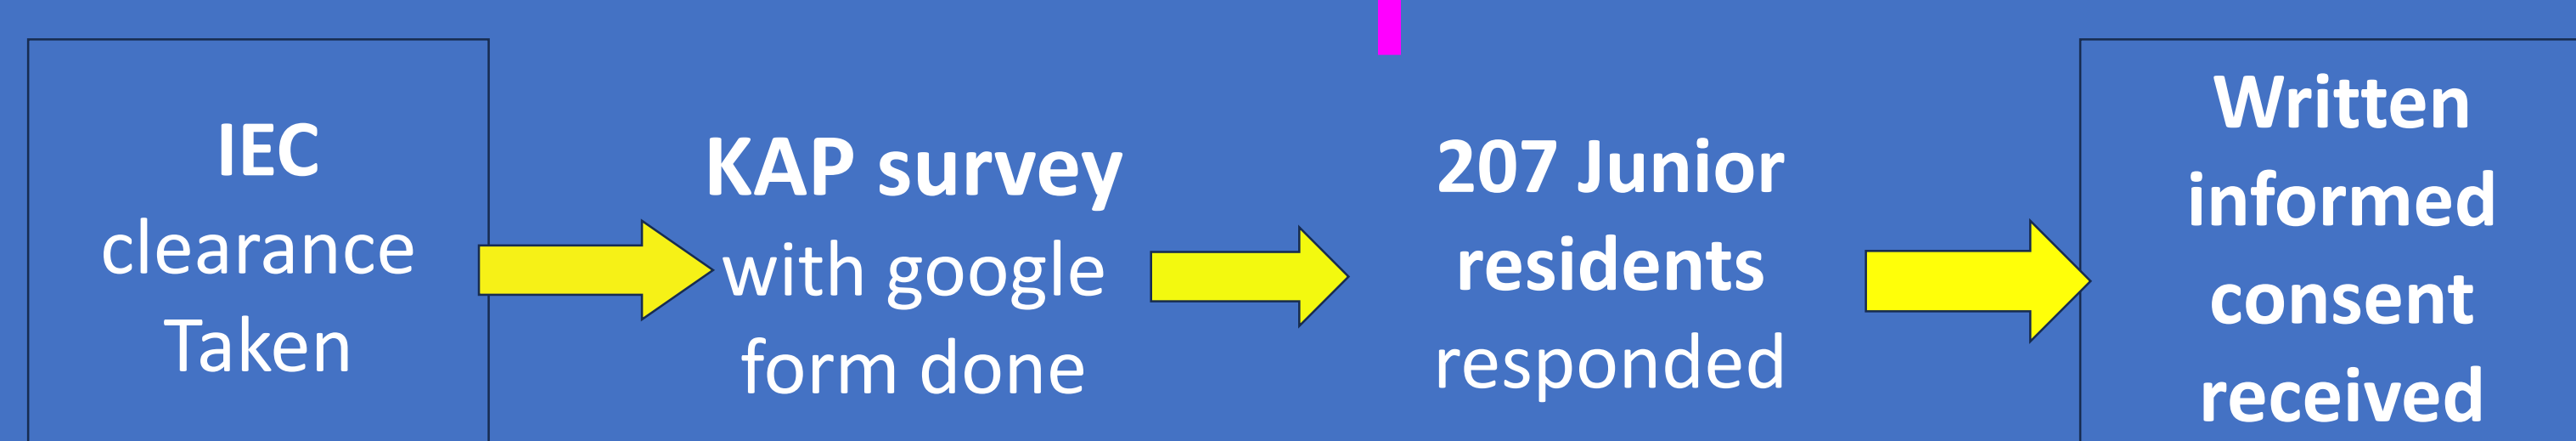 IEC
clearance
Taken
KAP survey
with google
form done
207 Junior
residents
responded
Written
informed
consent
received